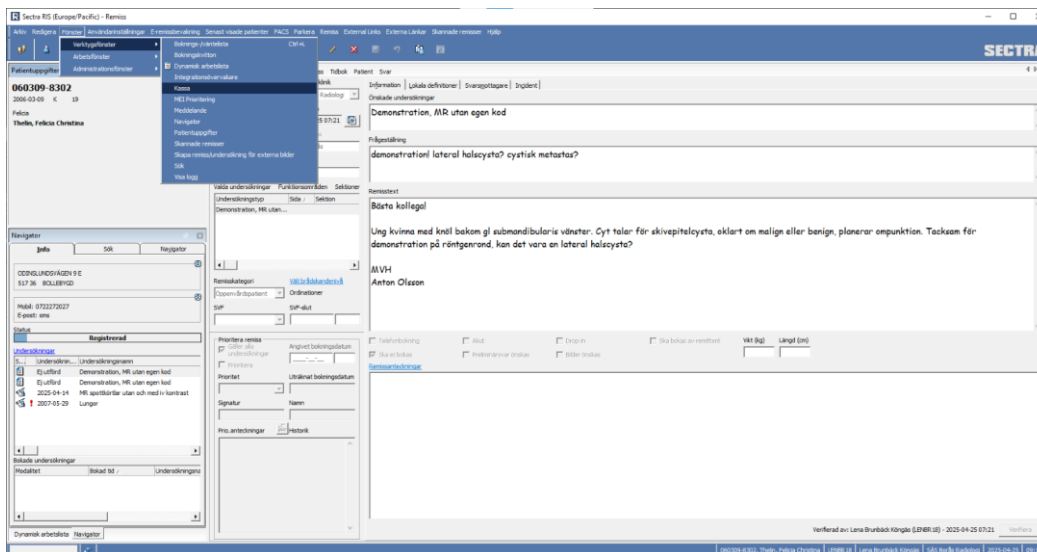 Sectra RIS (Europe/Pacific) - Remiss
Arkiv Redigera Fönster Användarinställningar E-remissbevakning Senast visade patienter PACS Parkera Remiss External Links Externa Länkar Skannade remisser Hjälp
SECTRA
Verktygsfönster
Arbetsfönster
Administrationsfönster
Boknings-/väntelista Ctrl+L
Bokningskvitton
Dynamisk arbetslista
Integrationsövervakare
Kassa
MEI Prioritering
Meddelande
Navigator
Patientuppgifter
Skannade remisser
Skapa remiss/undersökning för externa bilder
Sök
Visa logg
Patientuppgifter
060309-8302
2006-03-09 K 19
Felicia
Thelin, Felicia Christina
Tidbok Patient Svar
Radiologi
07:21
Information Lokala definitioner Svarsmottagare Incident
Önskade undersökningar
Demonstration, MR utan egen kod
Frågeställning
demonstration! lateral halscysta? cystisk metastas?
Remisstext
Bästa kollega!
Ung kvinna med knöl bakom gl submandibularis vänster. Cyt talar för skivepitelcysta, oklart om malign eller benign, planerar ompunktion. Tacksam för
demonstration på röntgenrond, kan det vara en lateral halscysta?
MVH
Anton Olsson
Valda undersökningar Funktionsområden Sektioner
Undersökningstyp Sida Sektion
Demonstration, MR utan...
Remisskategori Välj brådskandenivå
Öppenvårdspatient Ordinationer
SVF SVF-slut
Prioritera remiss
Gäller alla
undersökningar
Angivet bokningsdatum
Prioritera
Prioritet Uträknat bokningsdatum
Signatur Namn
Prio.anteckningar Historik
Telefonbokning Akut Drop-in Ska bokas av remittent Vikt (kg) Längd (cm)
Ska ej bokas Preliminärsvar önskas Bilder önskas
Remissanteckningar
Navigator
Info Sök Navigator
ODINSLUNDSVÄGEN 9 E
517 36 BOLLEBYGD
Mobil: 0722272027
E-post: sms
Status
Registrerad
Undersökningar
S... Undersökn... Undersökningsnamn
Ej utförd Demonstration, MR utan egen kod
Ej utförd Demonstration, MR utan egen kod
2025-04-14 MR spottkörtlar utan och med iv kontrast
! 2007-05-29 Lungor
Bokade undersökningar
Modalitet Bokad tid Undersökningsna
Dynamisk arbetslista Navigator
Verifierad av: Lena Brunbäck Köngäs (LENBR18) - 2025-04-25 07:21 Verifiera
060309-8302, Thelin, Felicia Christina LENBR18 Lena Brunbäck Köngäs SÄS Borås Radiologi 2025-04-25